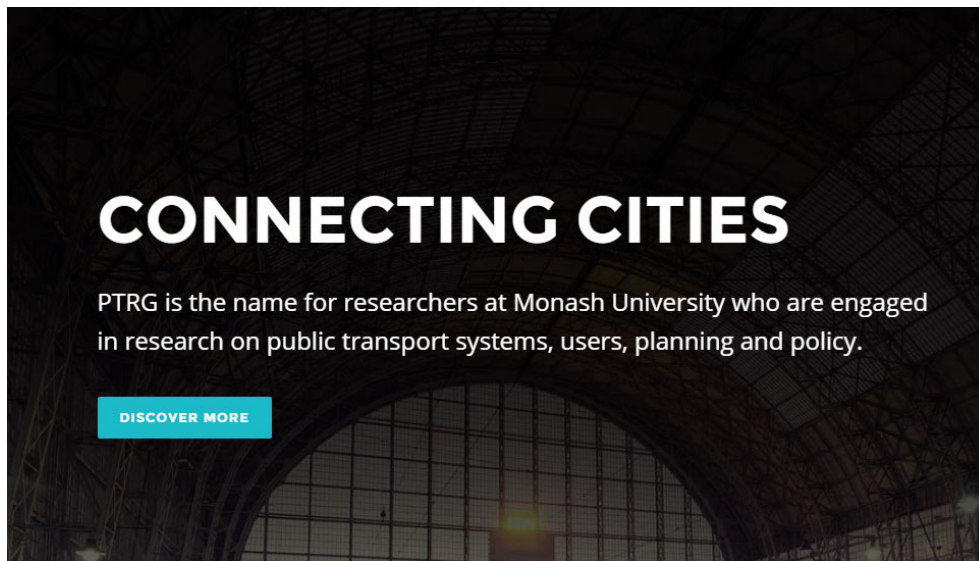 CONNECTING CITIES
PTRG is the name for researchers at Monash University who are engaged
in research on public transport systems, users, planning and policy.
DISCOVER MORE